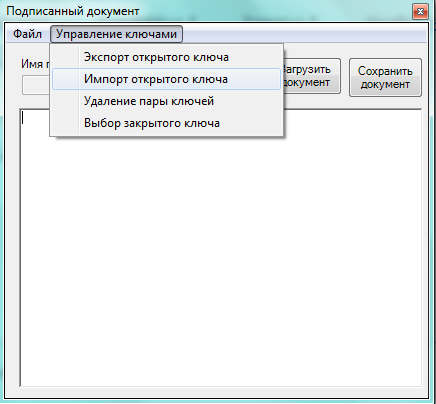 Подписанный документ
Файл Управление ключами
Экспорт открытого ключа
Импорт открытого ключа
Удаление пары ключей
Выбор закрытого ключа
Имя
Загрузить
документ
Сохранить
документ